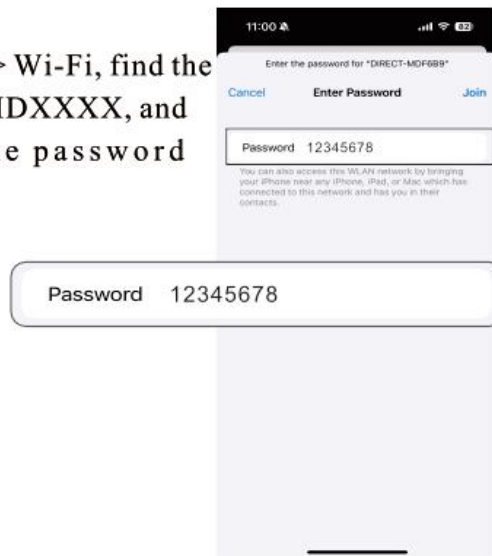 > Wi-Fi, find the
IDXXXX, and
e password
11:00
62
Enter the password for "DIRECT-MDF6B9"
Cancel Enter Password Join
Password 12345678
You can also access this WLAN network by bringing
your iPhone near any iPhone, iPad, or Mac which has
connected to this network and has you in their
contacts.
Password 12345678